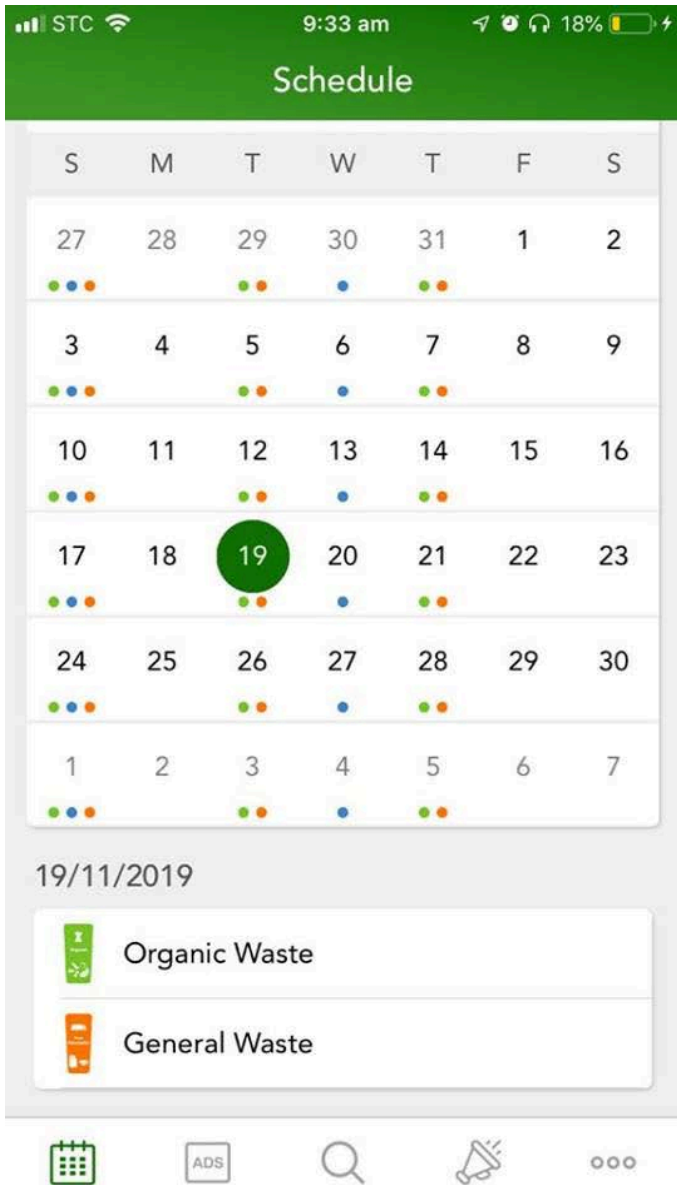 STC 9:33 am 18%
Schedule
S M T W T F S
27 28 29 30 31 1 2
3 4 5 6 7 8 9
10 11 12 13 14 15 16
17 18 19 20 21 22 23
24 25 26 27 28 29 30
1 2 3 4 5 6 7
19/11/2019
Organic Waste
General Waste
ADS